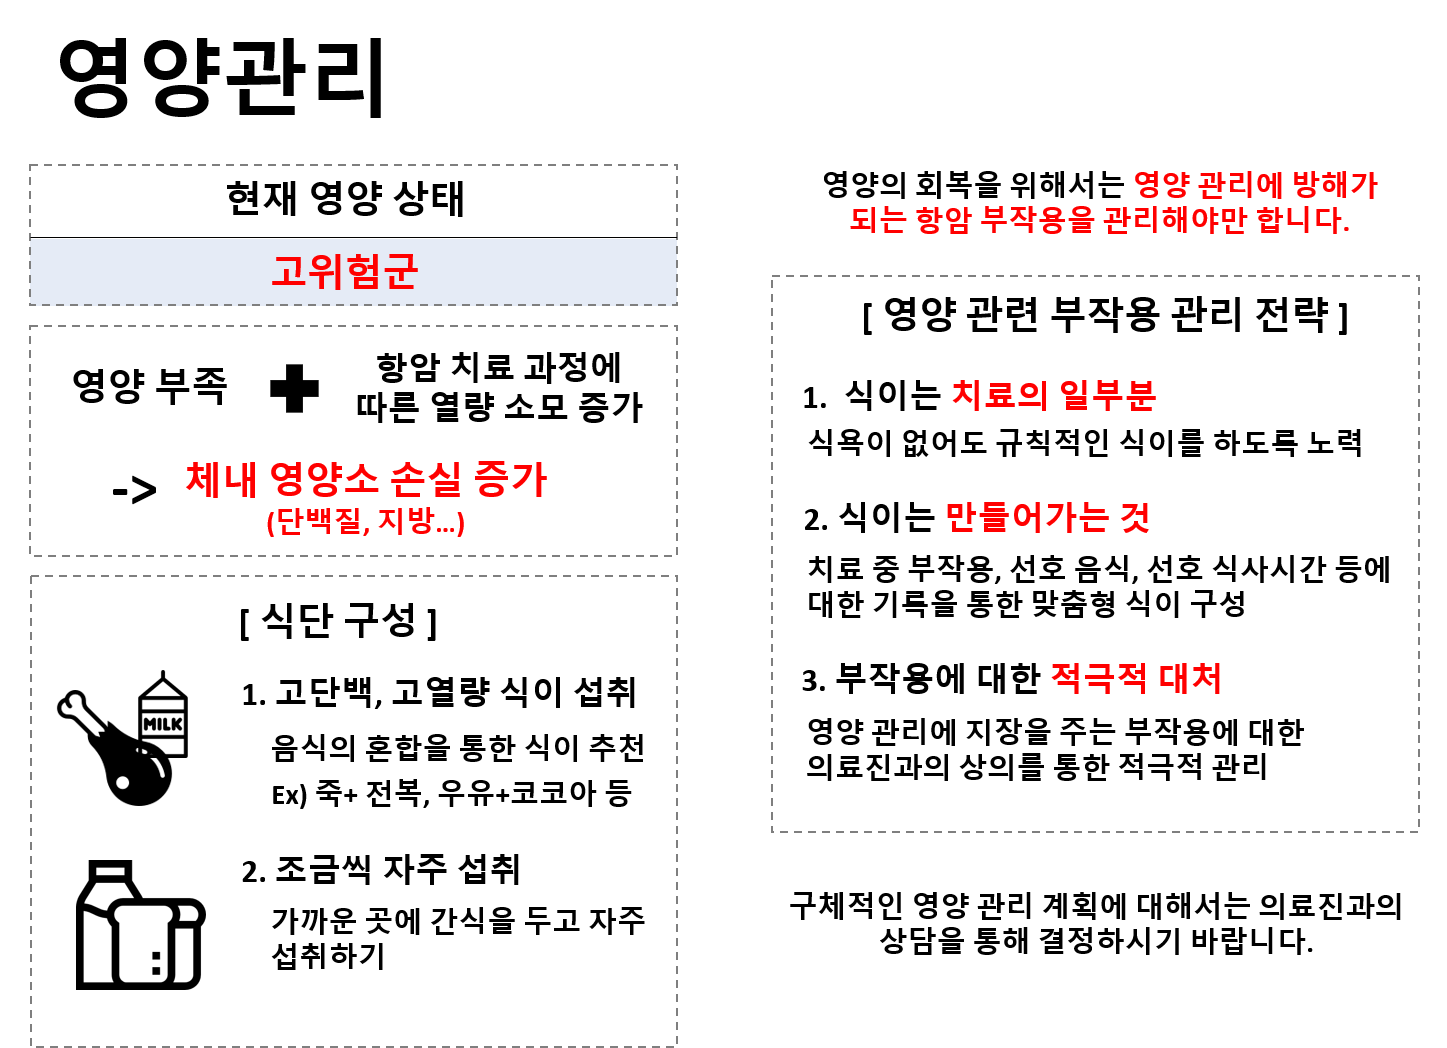 영양관리
현재 영양 상태
고위험군
영양 부족
항암 치료 과정에
따른 열량 소모 증가
-> 체내 영양소 손실 증가
(단백질, 지방...)
[ 식단 구성 ]
MILK
1. 고단백, 고열량 식이 섭취
음식의 혼합을 통한 식이 추천
Ex) 죽+ 전복, 우유+코코아 등
2. 조금씩 자주 섭취
가까운 곳에 간식을 두고 자주
섭취하기
영양의 회복을 위해서는 영양 관리에 방해가
되는 항암 부작용을 관리해야만 합니다.
[ 영양 관련 부작용 관리 전략 ]
1. 식이는 치료의 일부분
식욕이 없어도 규칙적인 식이를 하도록 노력
2. 식이는 만들어가는 것
치료 중 부작용, 선호 음식, 선호 식사시간 등에
대한 기록을 통한 맞춤형 식이 구성
3. 부작용에 대한 적극적 대처
영양 관리에 지장을 주는 부작용에 대한
의료진과의 상의를 통한 적극적 관리
구체적인 영양 관리 계획에 대해서는 의료진과의
상담을 통해 결정하시기 바랍니다.